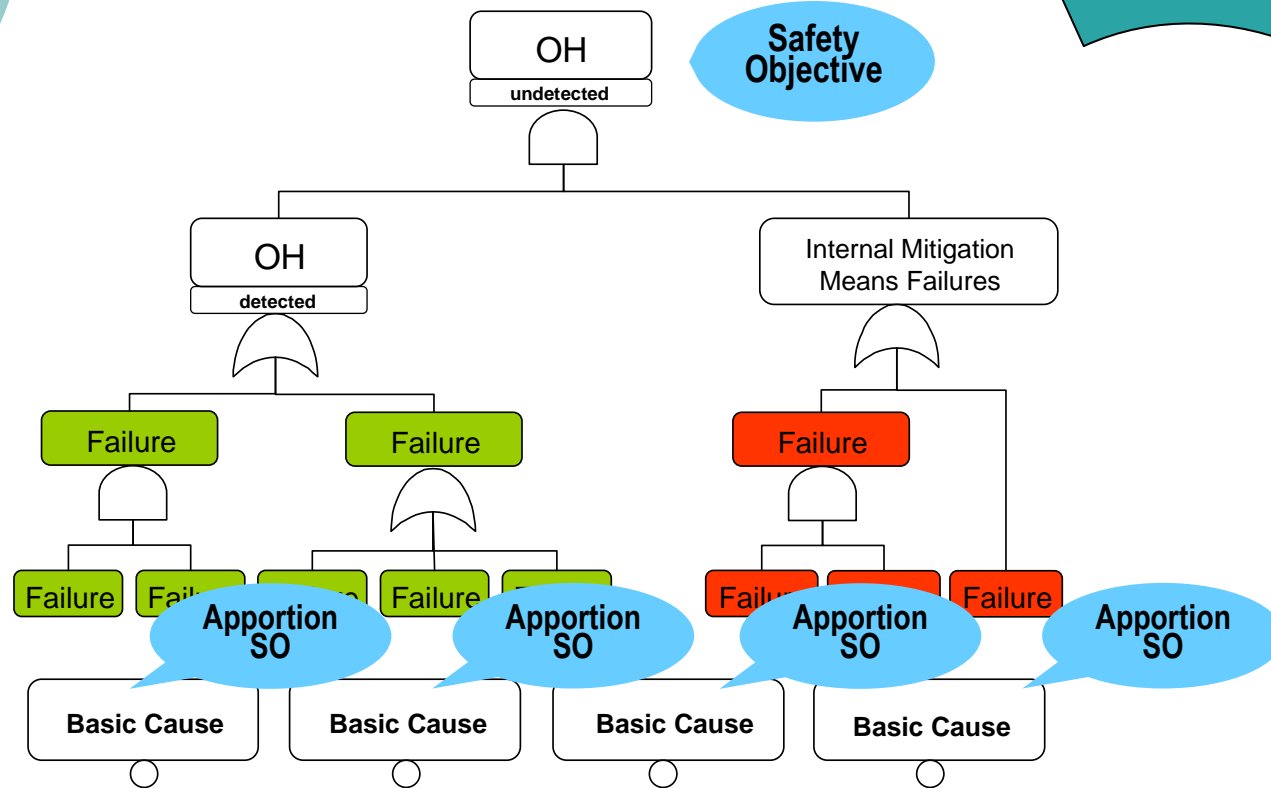 OH
Safety
Objective
undetected
OH
detected
Internal Mitigation
Means Failures
Failure
Failure
Failure
Failure
Failure
Failure
Apportion
SO
Apportion
SO
Apportion
SO
Apportion
SO
Basic Cause
Basic Cause
Basic Cause
Basic Cause